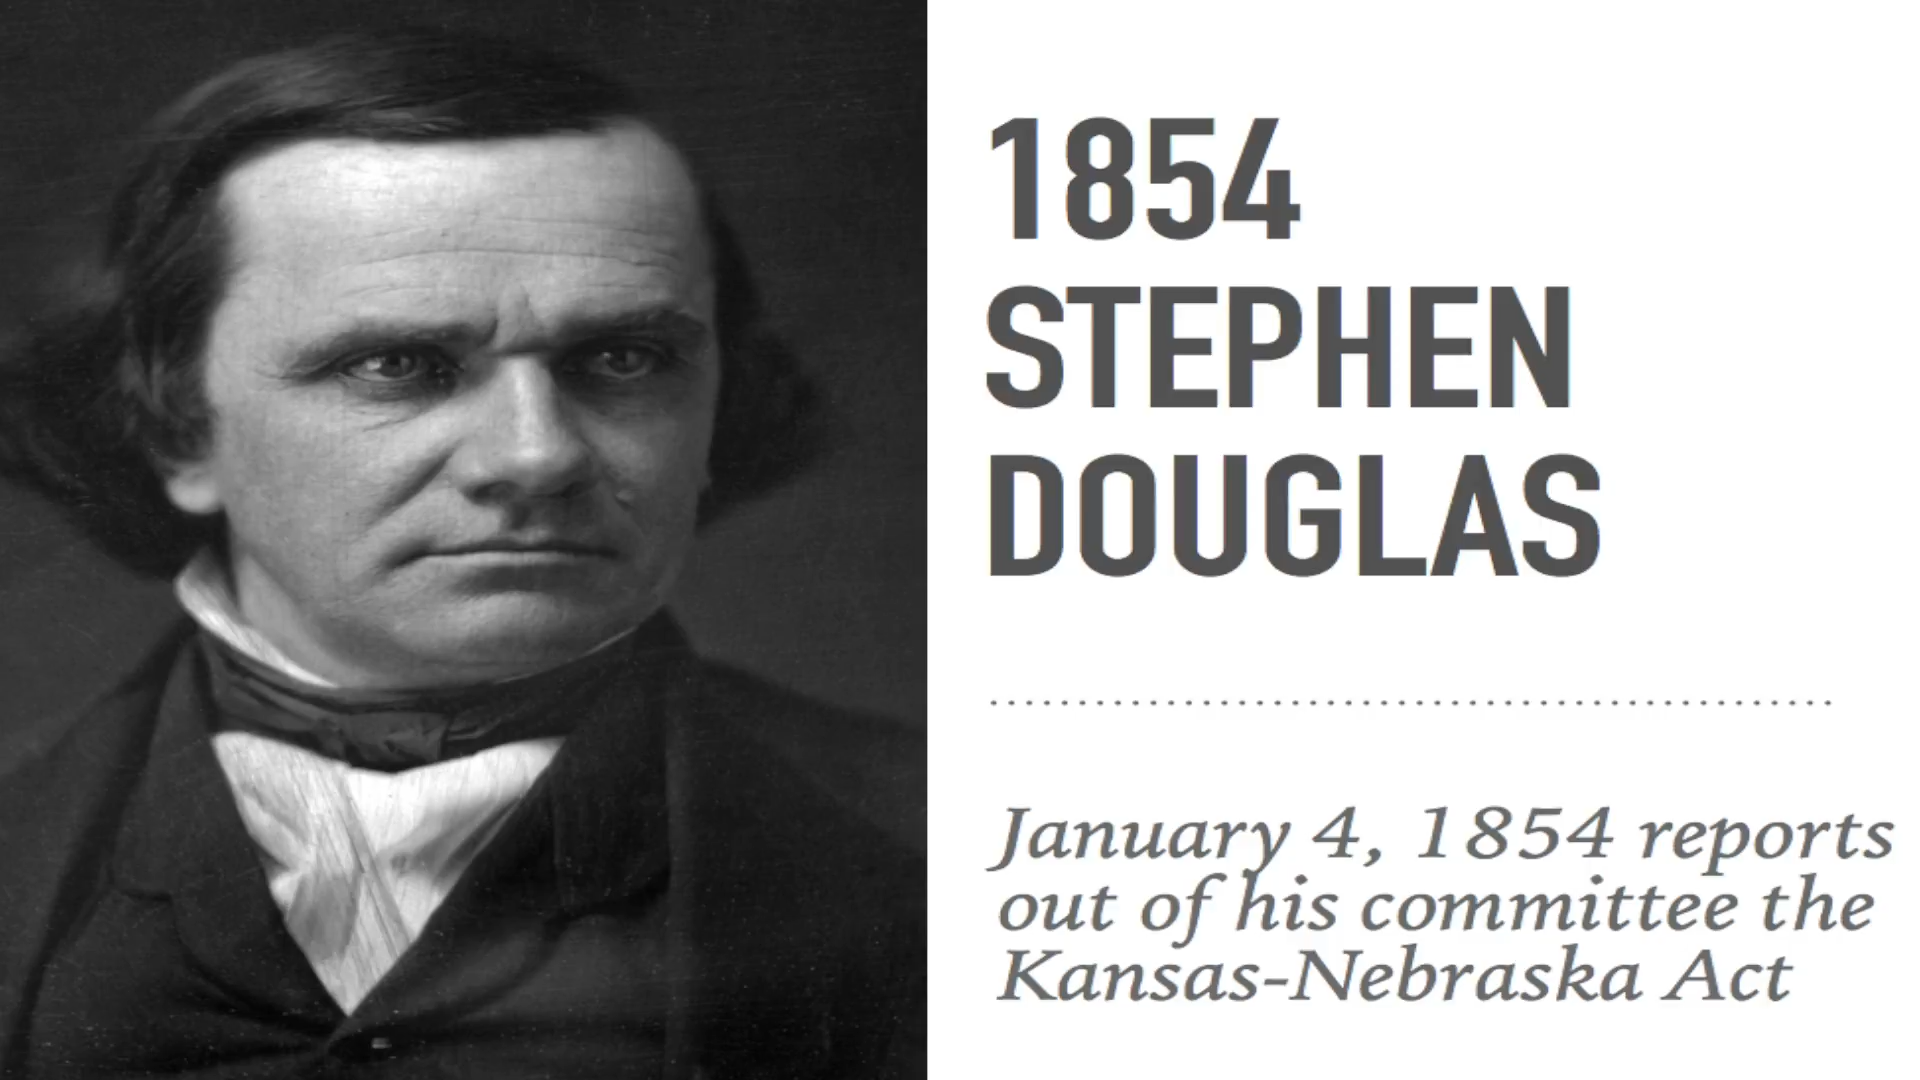 1854
STEPHEN
DOUGLAS
January 4, 1854 reports
out of his committee the
Kansas-Nebraska Act